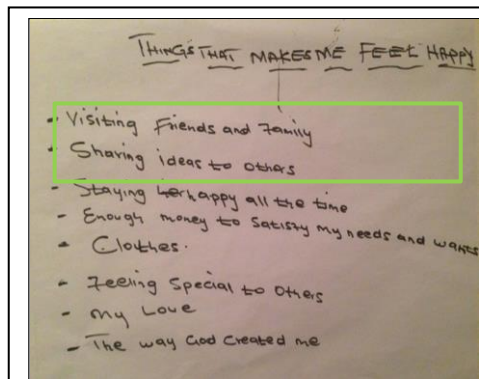 THINGS THAT MAKES ME FEEL HAPPY
- Visiting Friends and Family
- Sharing ideas to others
- Staying happy all the time
- Enough money to Satisfy my needs and wants
- Clothes.
- Feeling Special to Others
- My Love
- The way God Created me